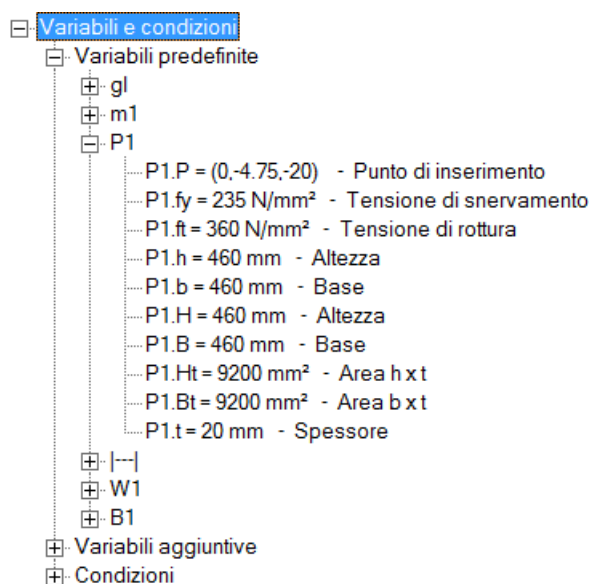 Variabili e condizioni
Variabili predefinite
gl
m1
P1
P1.P = (0,-4.75,-20)   - Punto di inserimento
P1.fy = 235 N/mm²  - Tensione di snervamento
P1.ft = 360 N/mm²  - Tensione di rottura
P1.h = 460 mm  - Altezza
P1.b = 460 mm  - Base
P1.H = 460 mm  - Altezza
P1.B = 460 mm  - Base
P1.Ht = 9200 mm²  - Area h x t
P1.Bt = 9200 mm²  - Area b x t
P1.t = 20 mm  - Spessore
|---|
W1
B1
Variabili aggiuntive
Condizioni